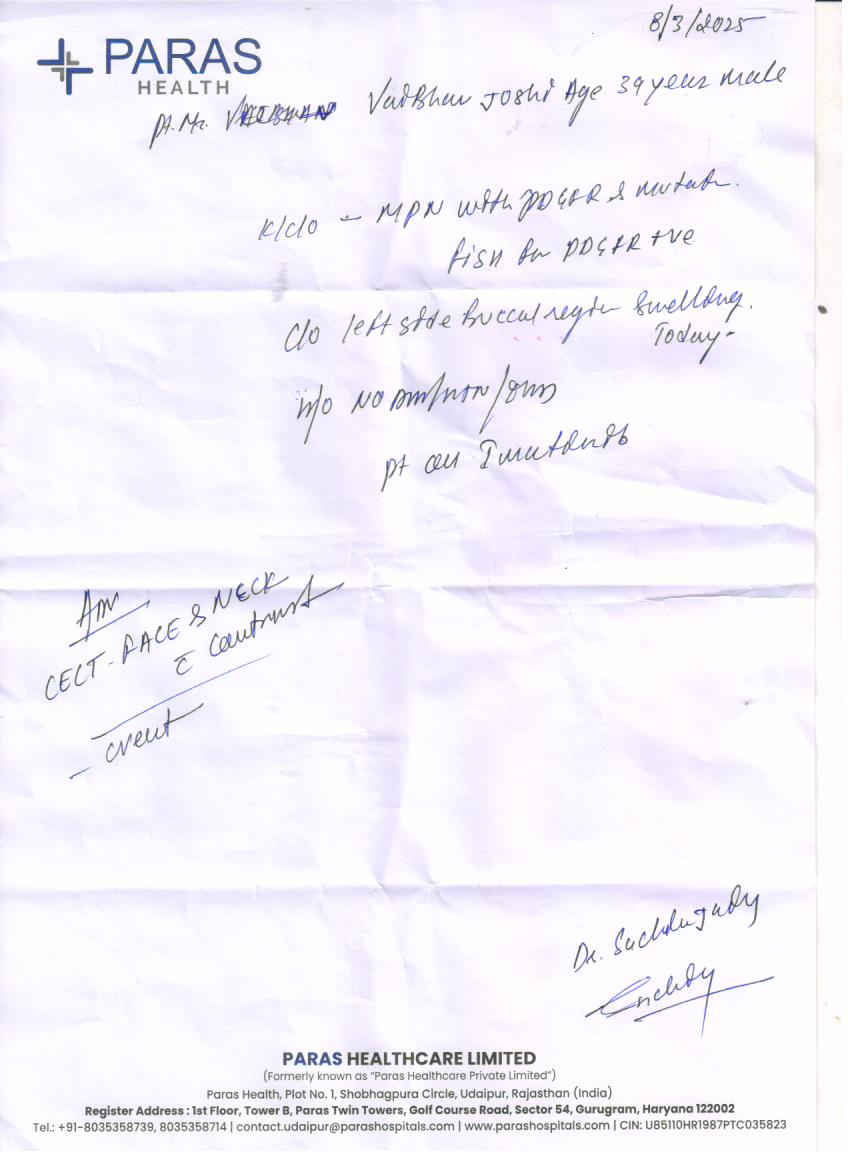 8/3/2025
PARAS
HEALTH
pt. Mr. Vaibhav Joshi Age 39 year male
K/C/O - MPN with PDGFR
fish for PDGFR +ve
C/o left side buccal region swelling.
Today -
H/o NO
pt on Imatinib
Adv
CECT - FACE & NECK
c̄ contrast
- creat
Dr.
PARAS HEALTHCARE LIMITED
(Formerly known as "Paras Healthcare Private Limited")
Paras Health, Plot No. 1, Shobhagpura Circle, Udaipur, Rajasthan (India)
Register Address : 1st Floor, Tower B, Paras Twin Towers, Golf Course Road, Sector 54, Gurugram, Haryana 122002
Tel.: +91-8035358739, 8035358714 | contact.udaipur@parashospitals.com | www.parashospitals.com | CIN: U85110HR1987PTC035823